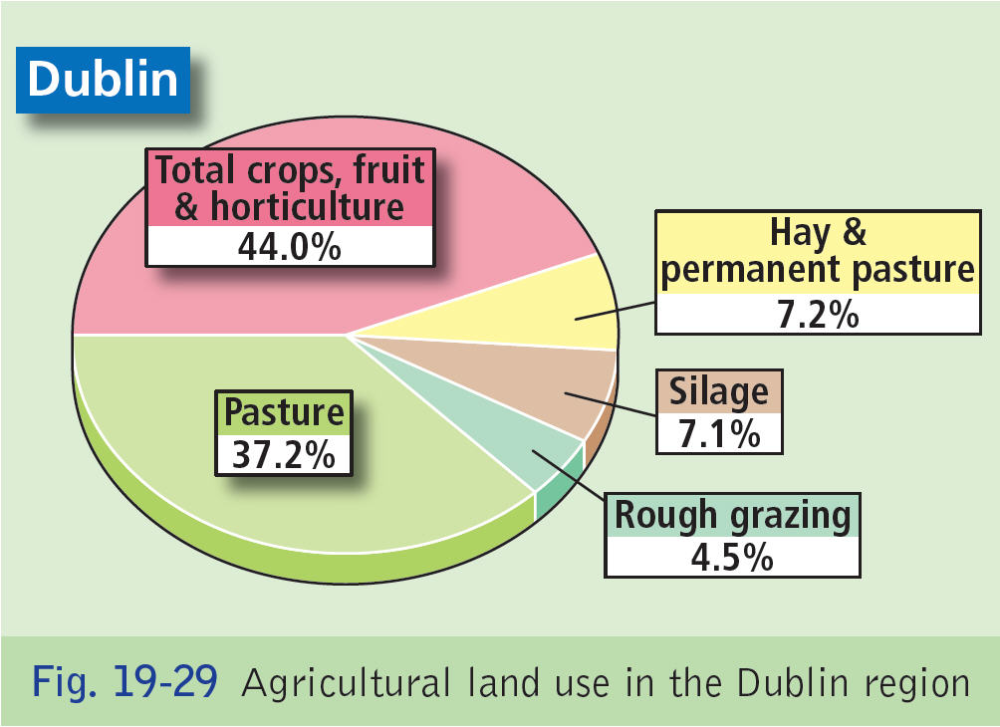 Dublin
Total crops, fruit
& horticulture
44.0%
Hay &
permanent pasture
7.2%
Silage
7.1%
Pasture
37.2%
Rough grazing
4.5%
Fig. 19-29 Agricultural land use in the Dublin region